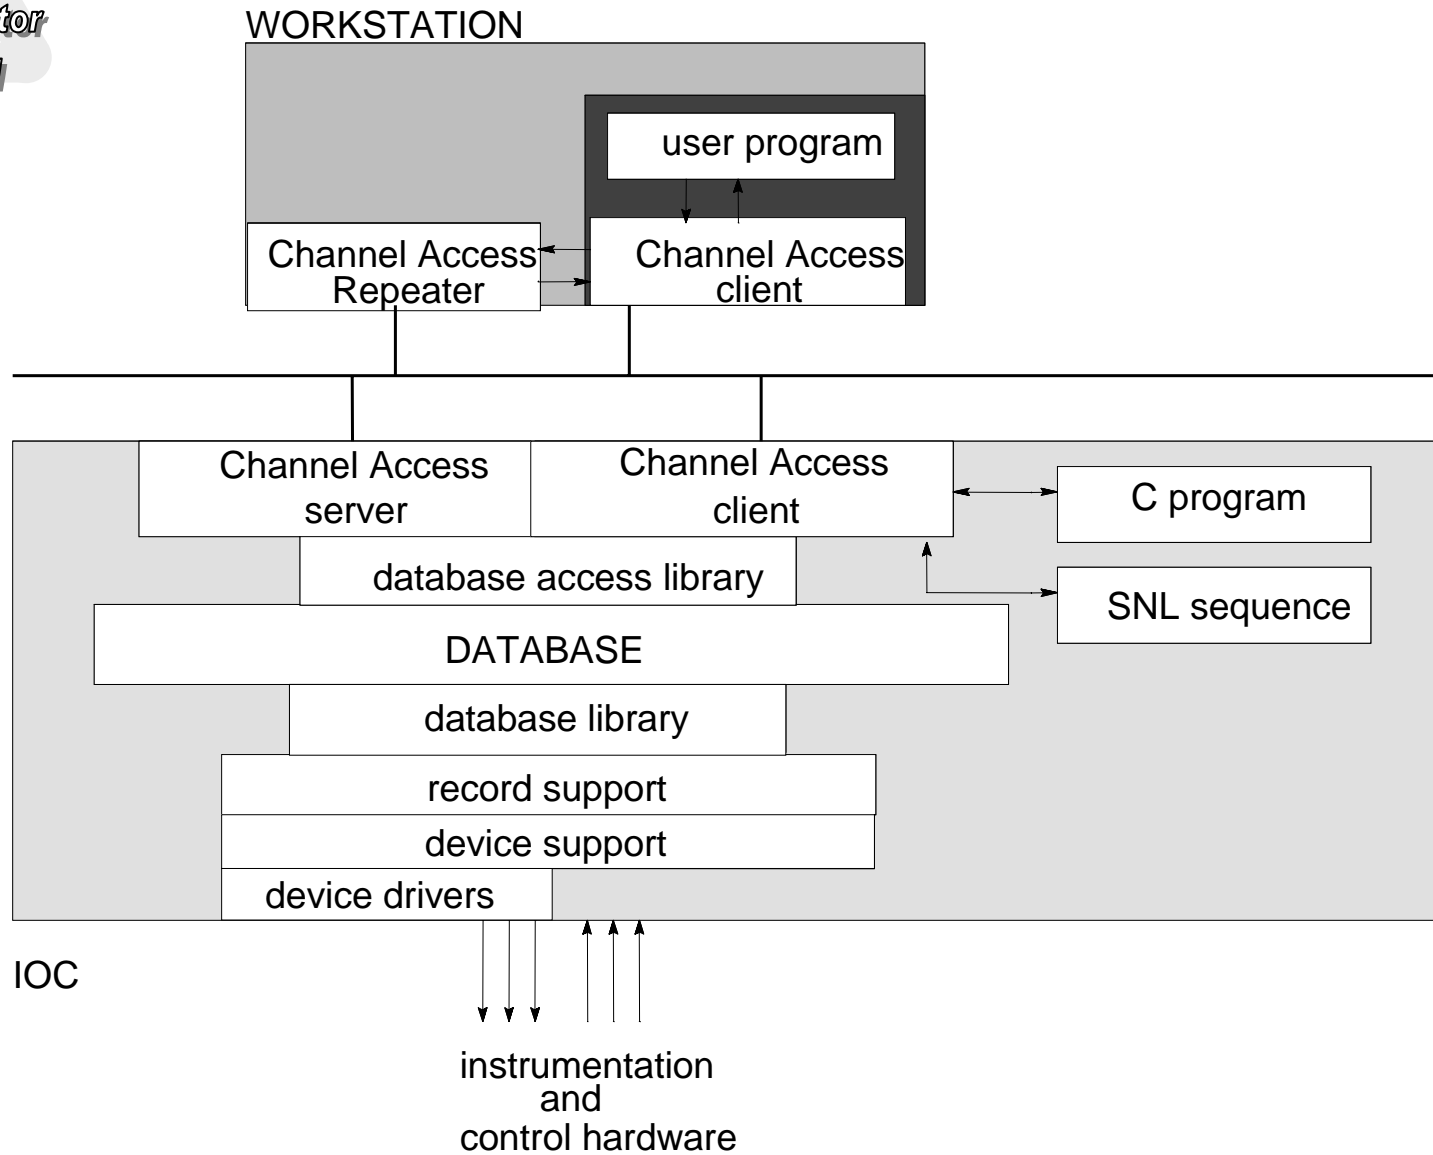 WORKSTATION
user program
Channel Access
Repeater
Channel Access
client
Channel Access
server
Channel Access
client
C program
database access library
SNL sequence
DATABASE
database library
record support
device support
device drivers
IOC
instrumentation
and
control hardware